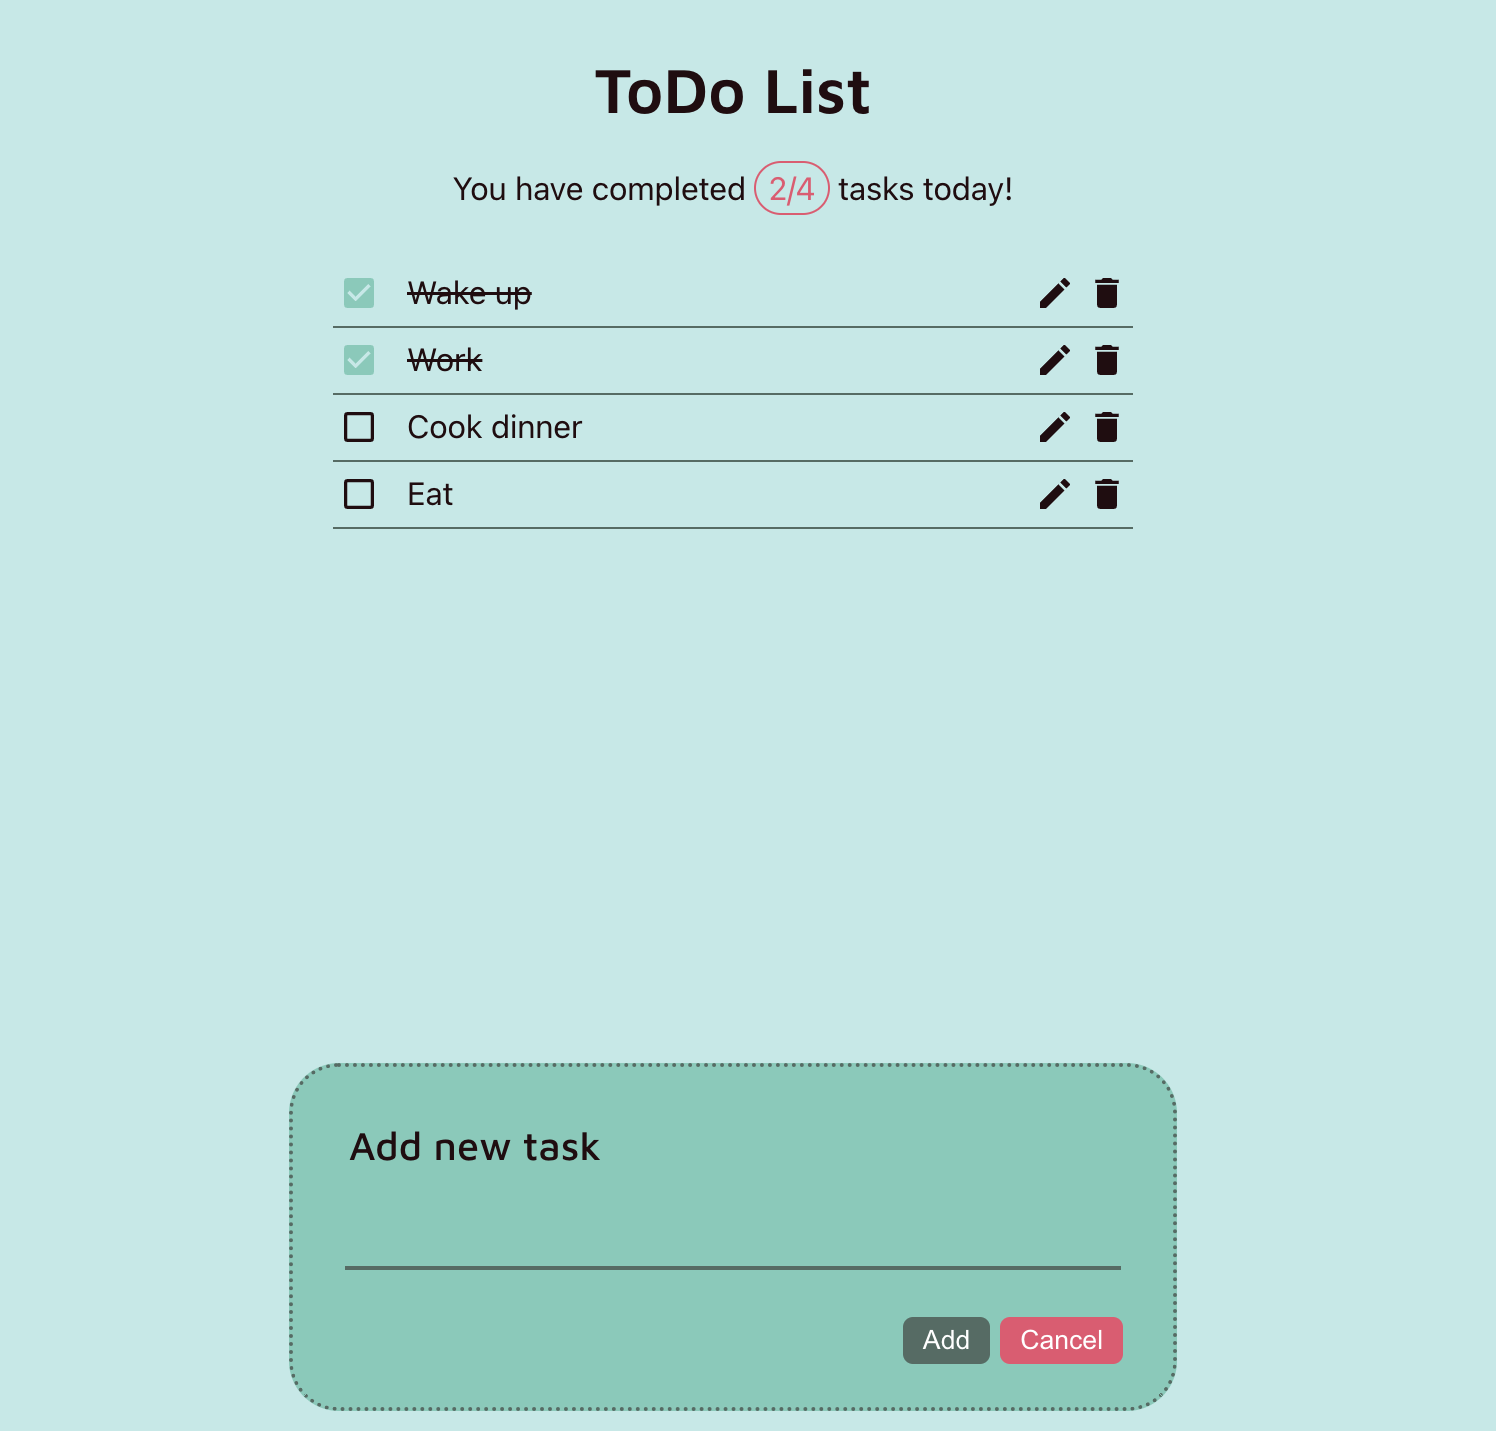 ToDo List
You have completed 2/4 tasks today!
Wake up
Work
Cook dinner
Eat
Add new task
Add Cancel